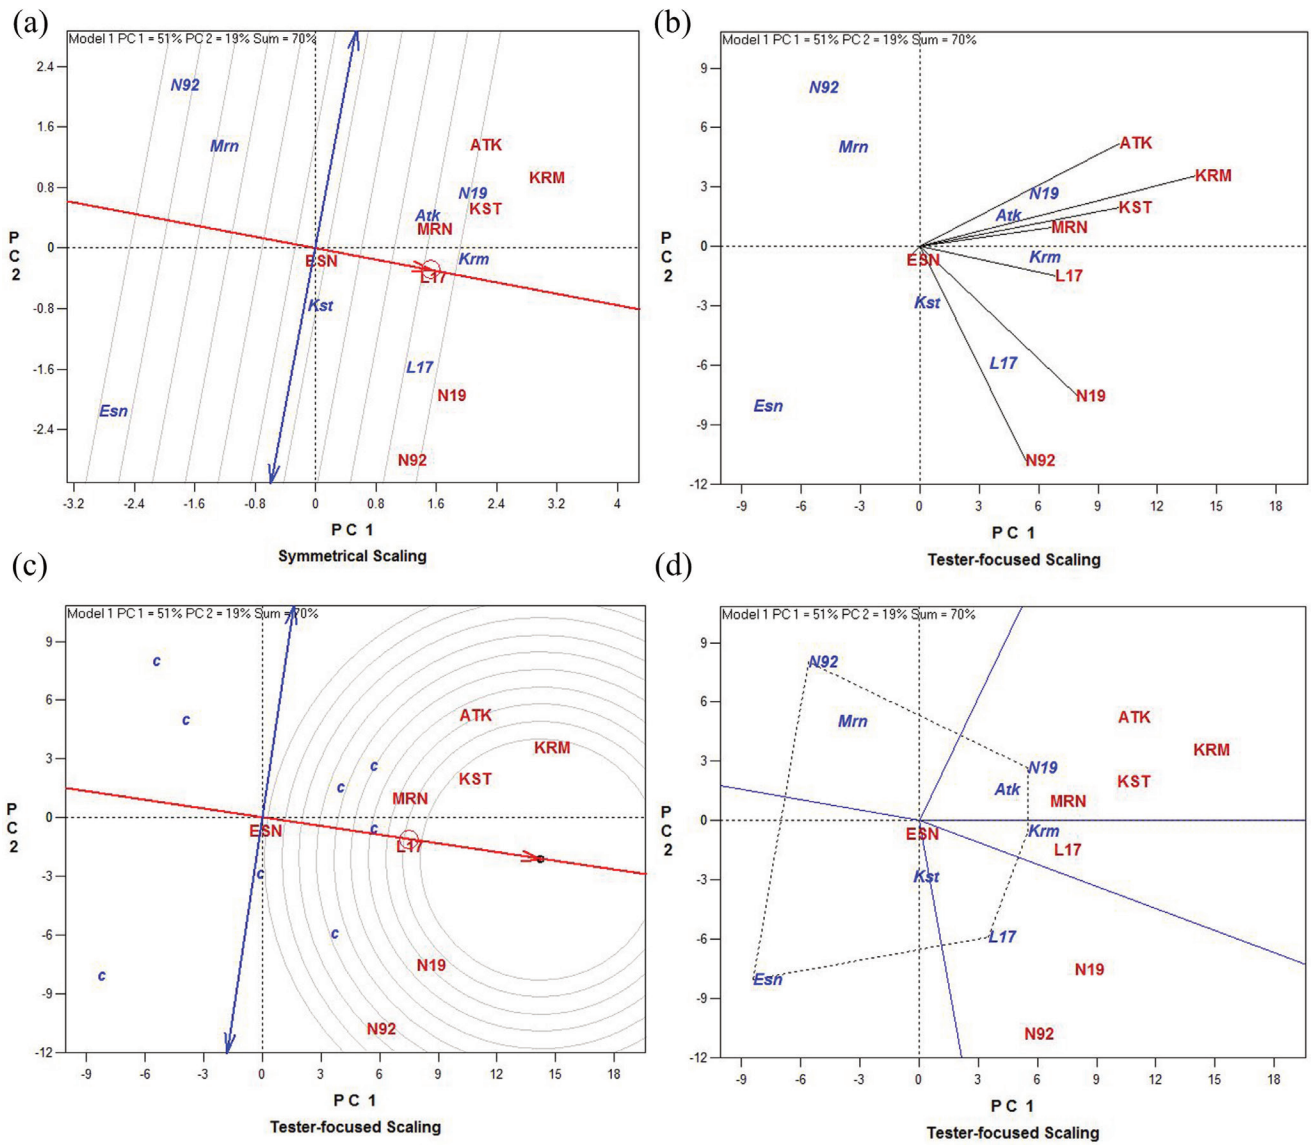 (a)
Model 1 PC 1 = 51% PC 2 = 19% Sum = 70%
2.4
N92
1.6
Mrn
ATK
KRM
0.8
N19
KST
Atk
MRN
PC2
0
ESN
Krm
L17
-0.8
Kst
-1.6
L17
N19
Esn
-2.4
N92
-3.2 -2.4 -1.6 -0.8 0 0.8 1.6 2.4 3.2 4
PC 1
Symmetrical Scaling
(b)
Model 1 PC 1 = 51% PC 2 = 19% Sum = 70%
9
N92
6
Mrn
ATK
3
N19
KRM
Atk
KST
MRN
PC2
0
ESN
Krm
L17
-3
Kst
-6
L17
N19
Esn
-9
N92
-12
-9 -6 -3 0 3 6 9 12 15 18
PC 1
Tester-focused Scaling
(c)
Model 1 PC 1 = 51% PC 2 = 19% Sum = 70%
9
c
6
c
ATK
3
KRM
c
KST
c
MRN
PC2
0
ESN
c
L17
-3
c
-6
c
N19
-9
c
N92
-12
-9 -6 -3 0 3 6 9 12 15 18
PC 1
Tester-focused Scaling
(d)
Model 1 PC 1 = 51% PC 2 = 19% Sum = 70%
9
N92
6
Mrn
ATK
3
KRM
N19
KST
Atk
MRN
PC2
0
ESN
Krm
L17
-3
Kst
-6
L17
N19
Esn
-9
N92
-12
-9 -6 -3 0 3 6 9 12 15 18
PC 1
Tester-focused Scaling